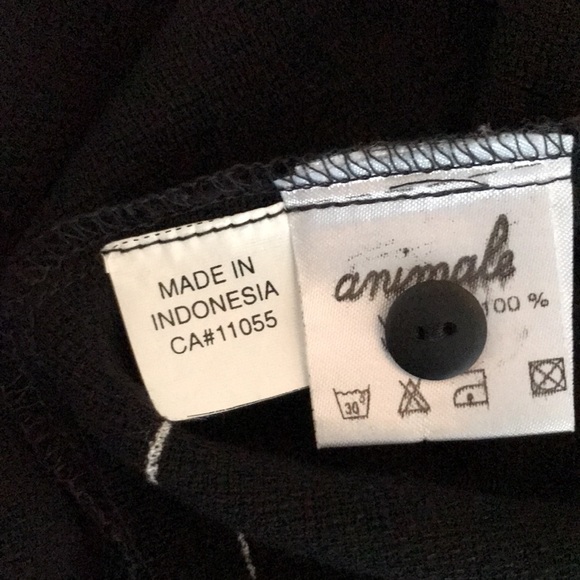 MADE IN
INDONESIA
CA#11055
animale
100 %
30°